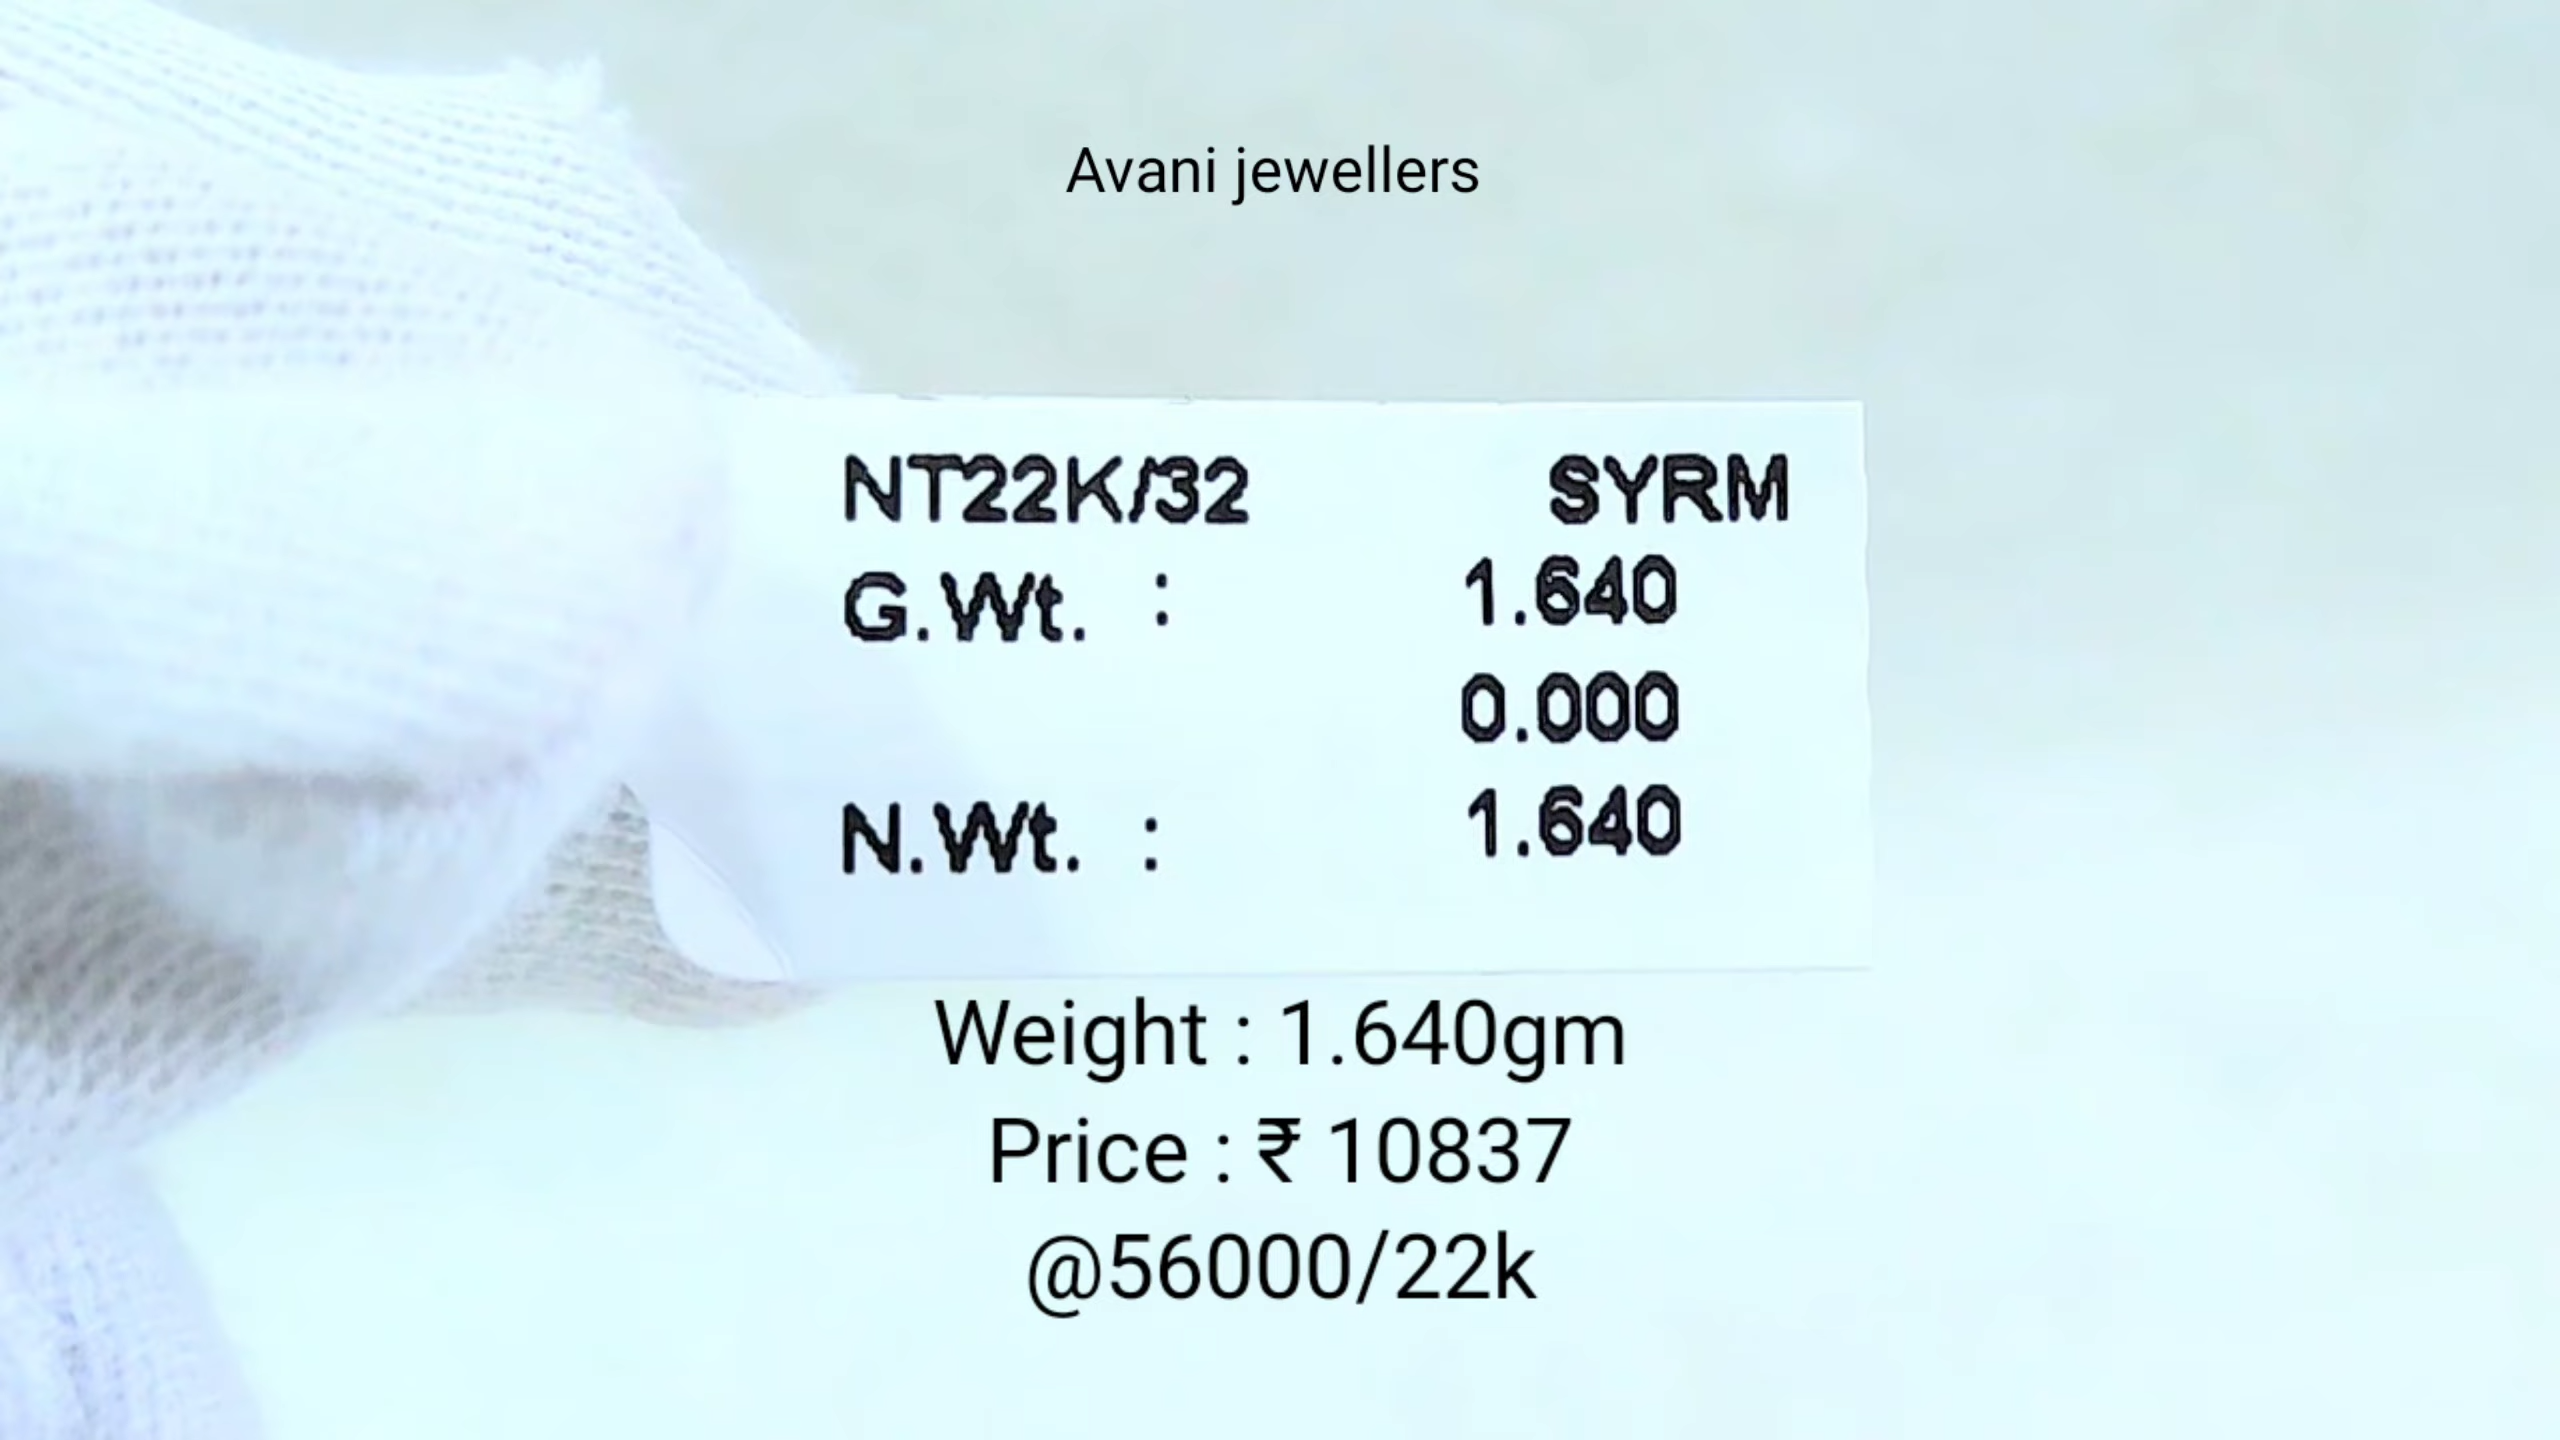 Avani jewellers
NT22K/32 SYRM
G.Wt. : 1.640
0.000
N.Wt. : 1.640
Weight : 1.640gm
Price : ₹ 10837
@56000/22k